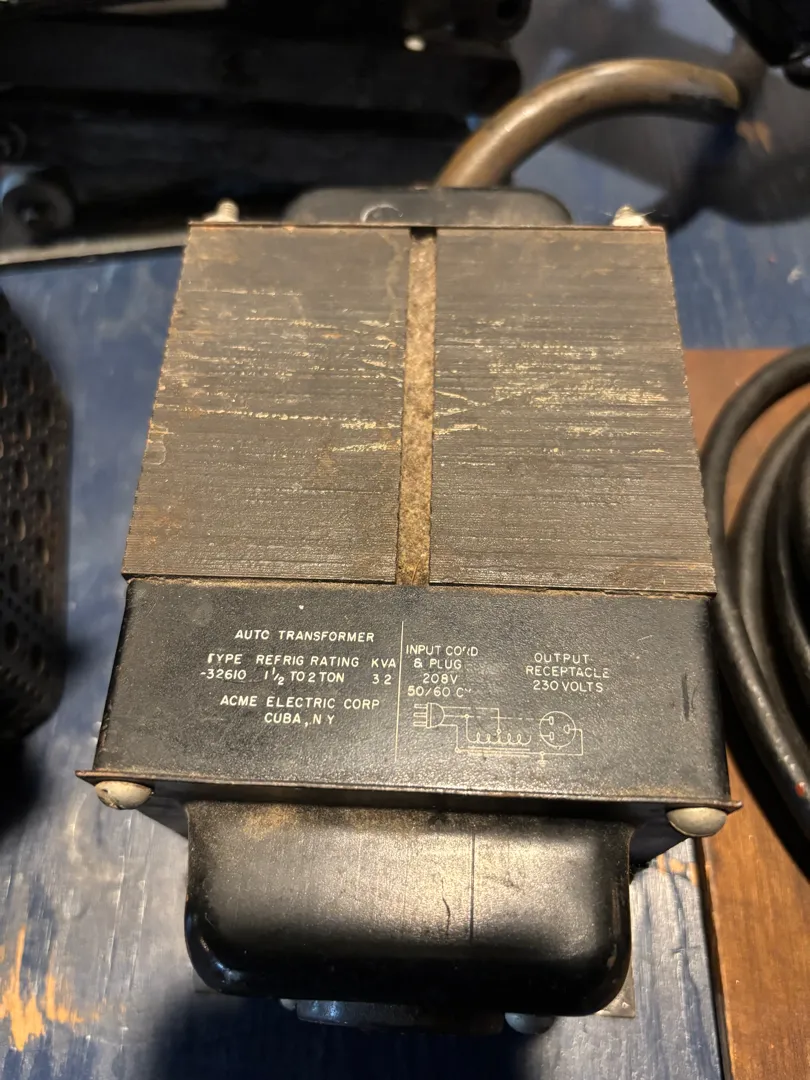 AUTO TRANSFORMER
TYPE REFRIG RATING KVA
-32610 1 1/2 TO 2 TON 3 2
ACME ELECTRIC CORP
CUBA, N Y
INPUT CORD
& PLUG
208V
50/60 CY
OUTPUT
RECEPTACLE
230 VOLTS